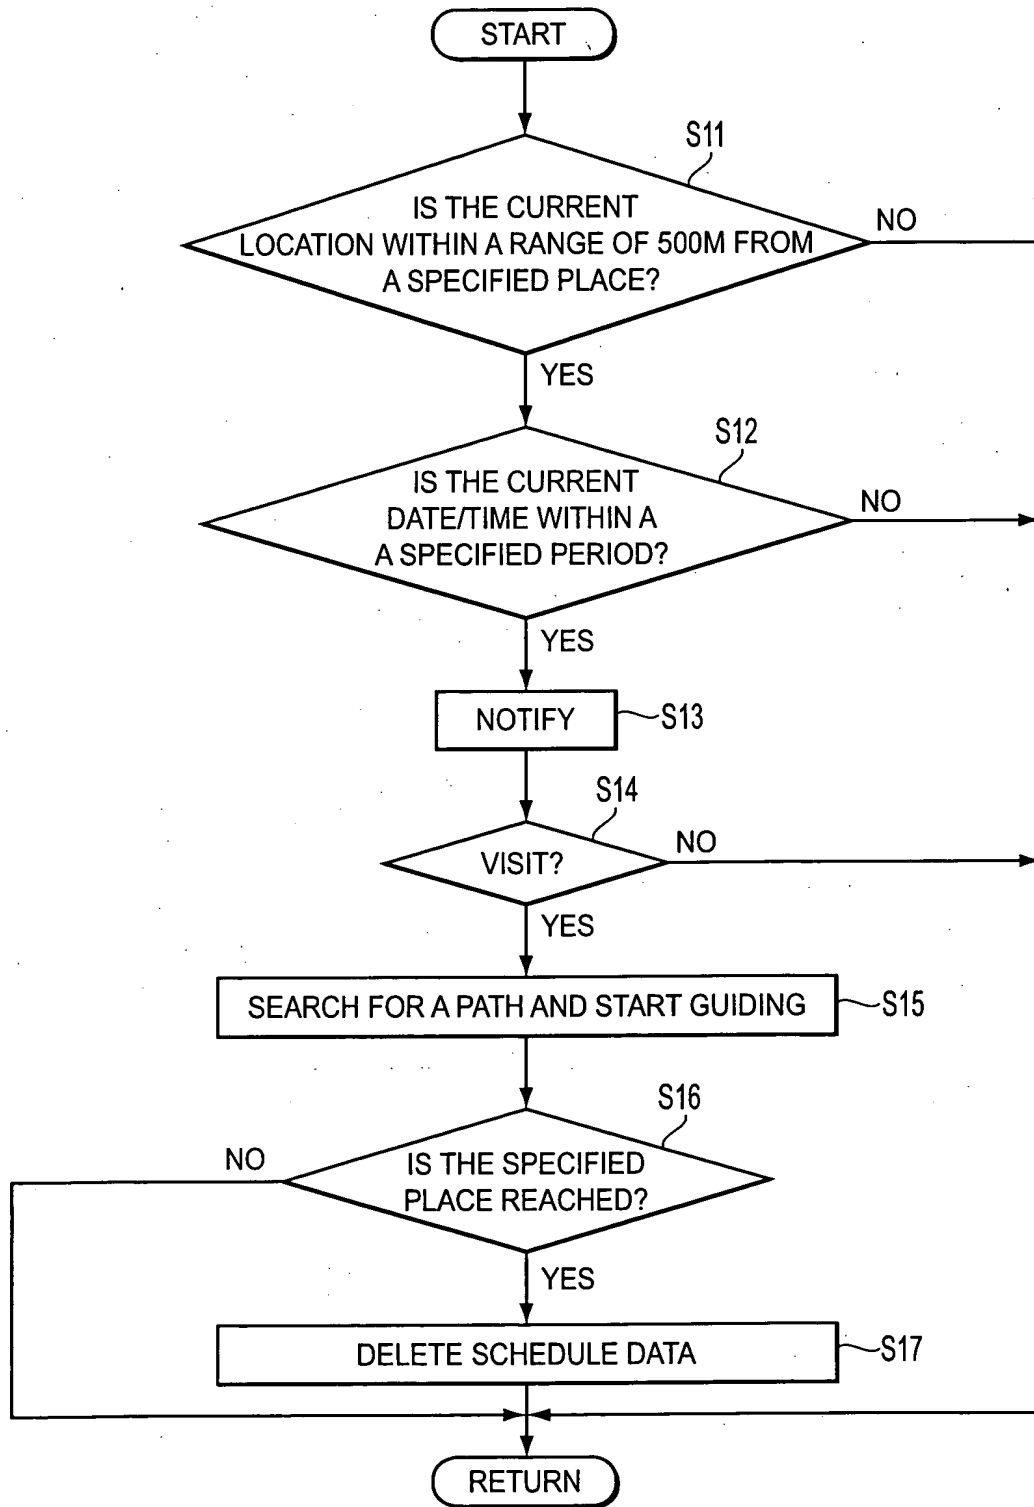 START
S11
IS THE CURRENT
LOCATION WITHIN A RANGE OF 500M FROM
A SPECIFIED PLACE?
NO
YES
S12
IS THE CURRENT
DATE/TIME WITHIN A
A SPECIFIED PERIOD?
NO
YES
NOTIFY
S13
S14
VISIT?
NO
YES
SEARCH FOR A PATH AND START GUIDING
S15
S16
NO
IS THE SPECIFIED
PLACE REACHED?
YES
DELETE SCHEDULE DATA
S17
RETURN